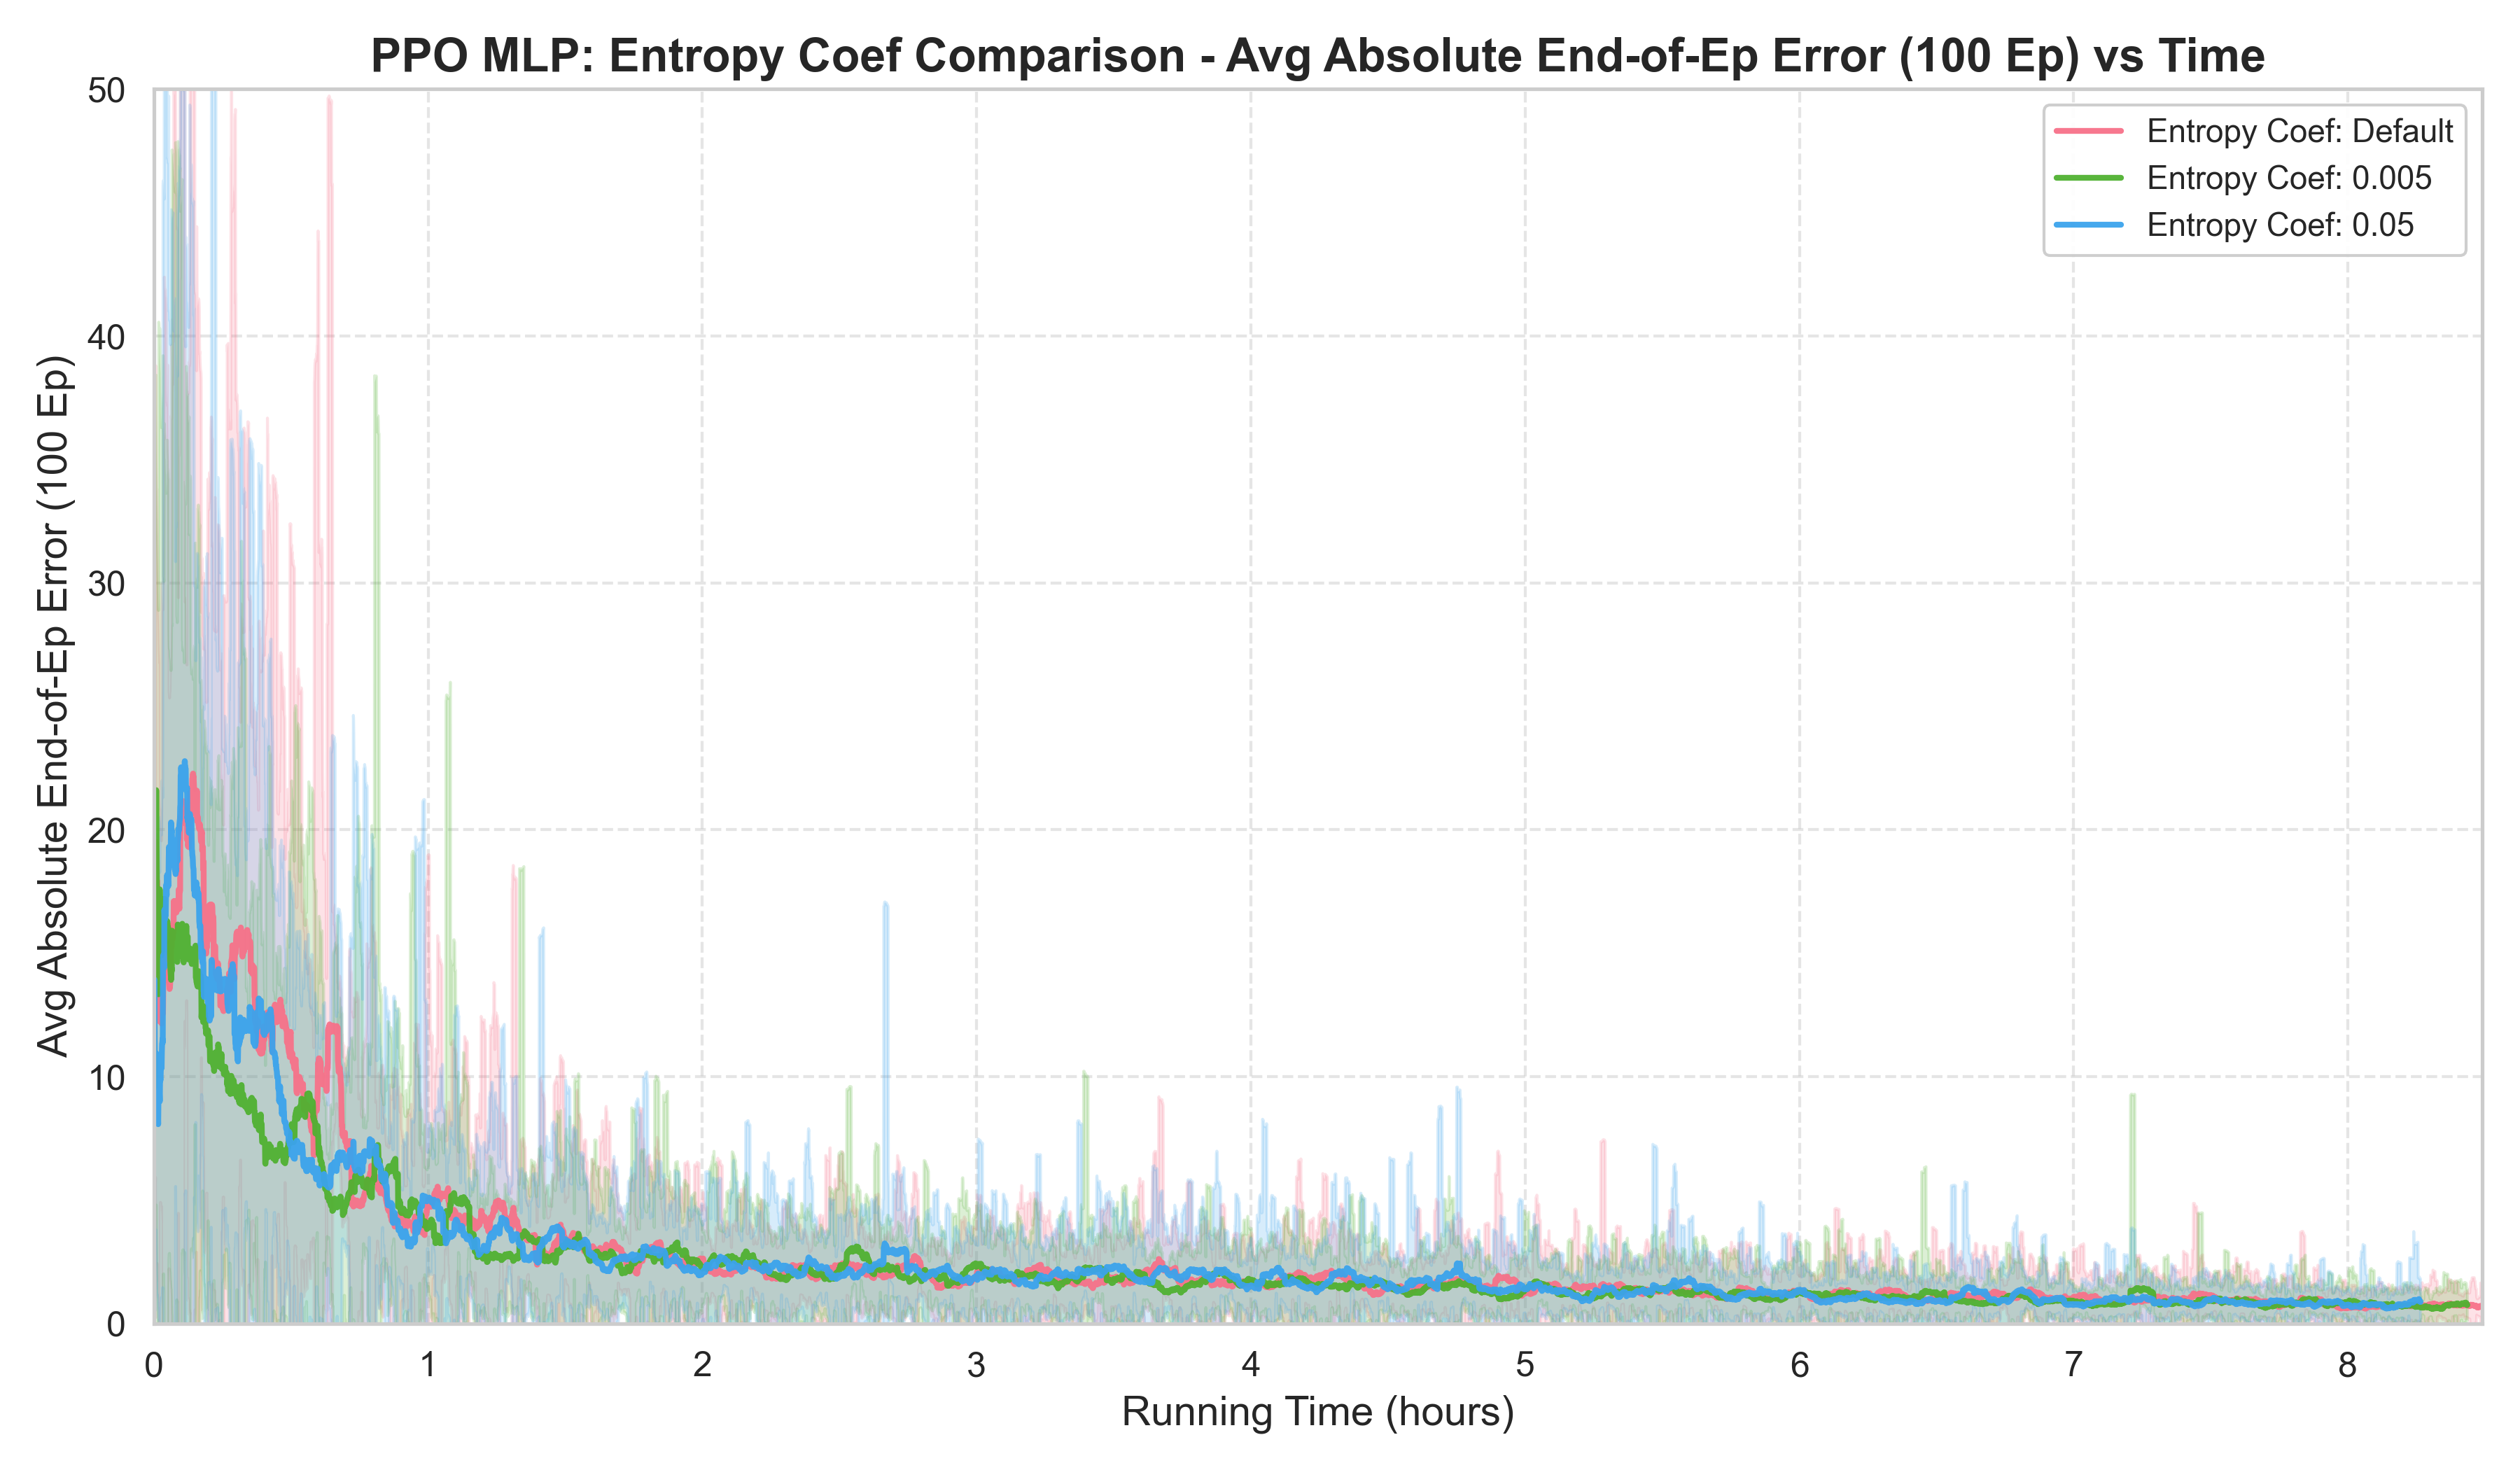 PPO MLP: Entropy Coef Comparison - Avg Absolute End-of-Ep Error (100 Ep) vs Time
Entropy Coef: Default
Entropy Coef: 0.005
Entropy Coef: 0.05
Avg Absolute End-of-Ep Error (100 Ep)
50
40
30
20
10
0
0 1 2 3 4 5 6 7 8
Running Time (hours)